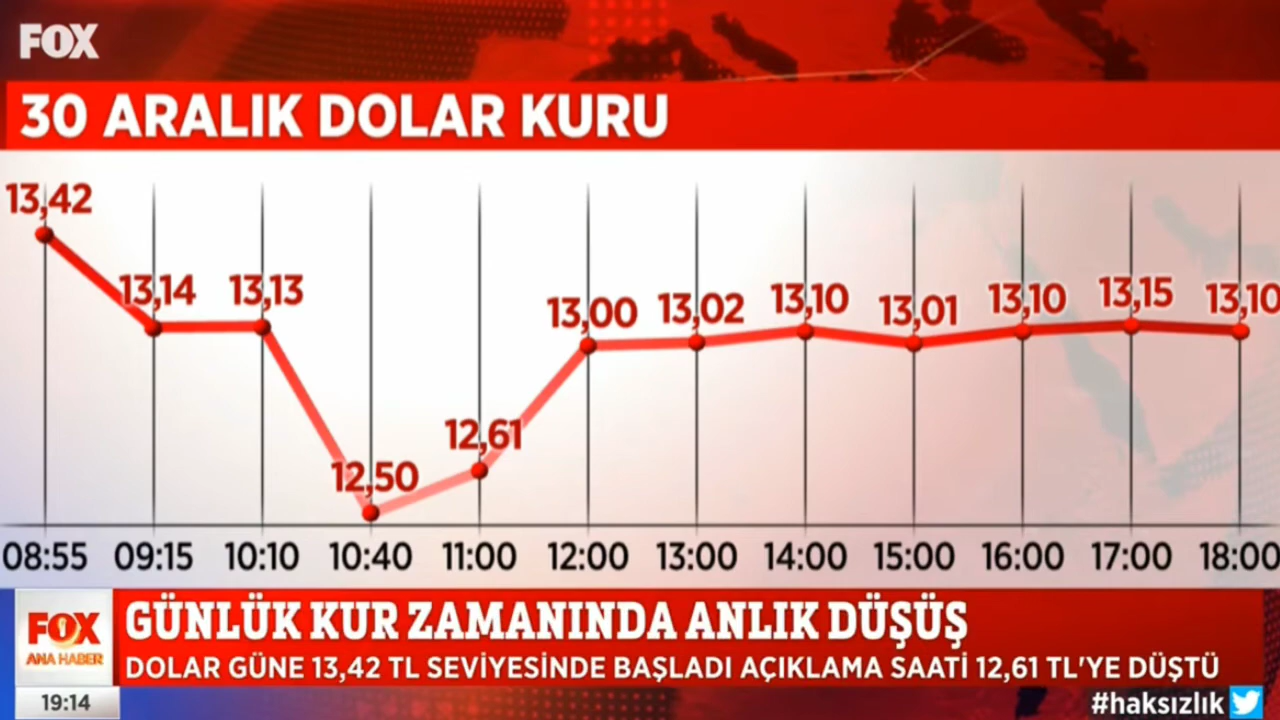 FOX
30 ARALIK DOLAR KURU
13,42
13,14
13,13
12,50
12,61
13,00
13,02
13,10
13,01
13,10
13,15
13,10
08:55 09:15 10:10 10:40 11:00 12:00 13:00 14:00 15:00 16:00 17:00 18:00
FOX
ANA HABER
GÜNLÜK KUR ZAMANINDA ANLIK DÜŞÜŞ
DOLAR GÜNE 13,42 TL SEVİYESİNDE BAŞLADI AÇIKLAMA SAATİ 12,61 TL'YE DÜŞTÜ
19:14
#haksızlık